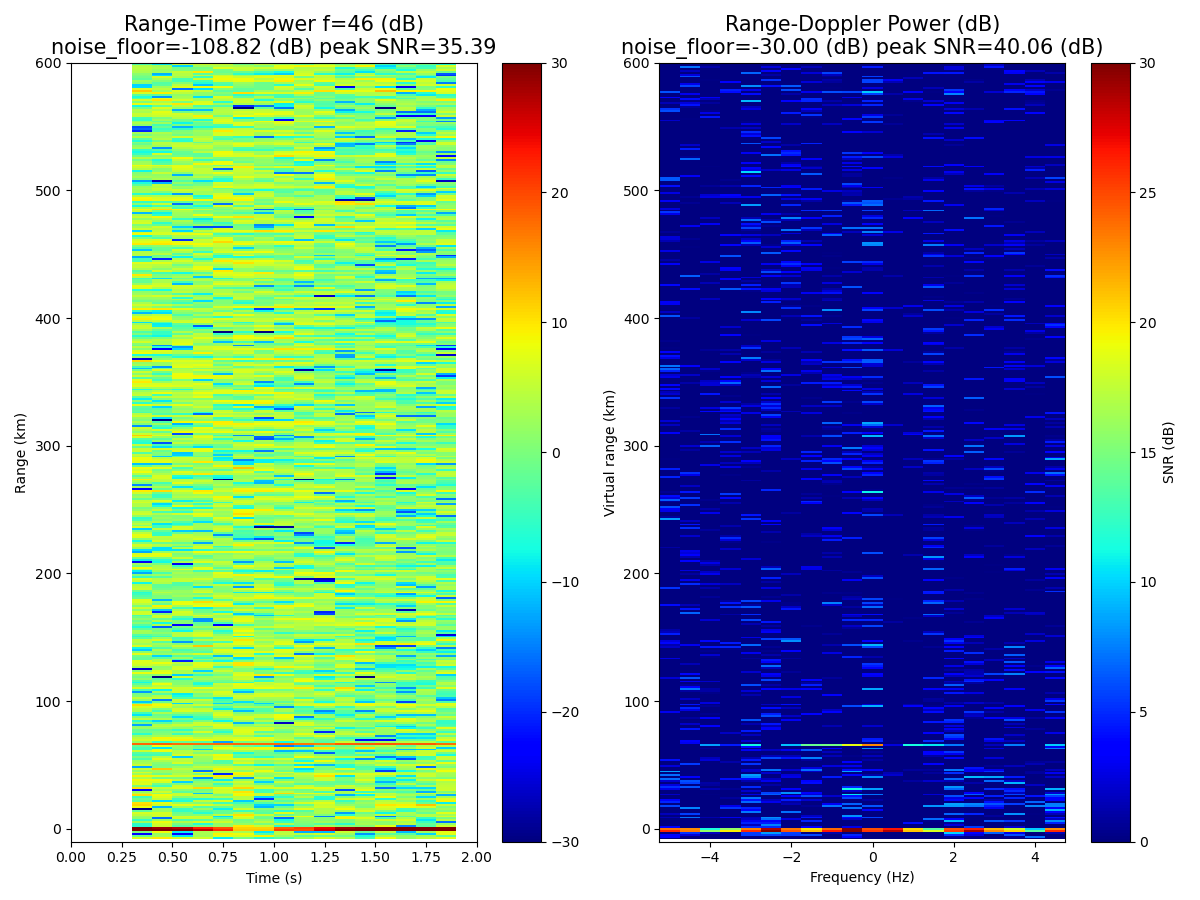 Range-Time Power f=46 (dB)
noise_floor=-108.82 (dB) peak SNR=35.39
600
500
400
300
200
100
0
Range (km)
0.00 0.25 0.50 0.75 1.00 1.25 1.50 1.75 2.00
Time (s)
30
20
10
0
−10
−20
−30
Range-Doppler Power (dB)
noise_floor=-30.00 (dB) peak SNR=40.06 (dB)
600
500
400
300
200
100
0
Virtual range (km)
−4 −2 0 2 4
Frequency (Hz)
30
25
20
15
10
5
0
SNR (dB)